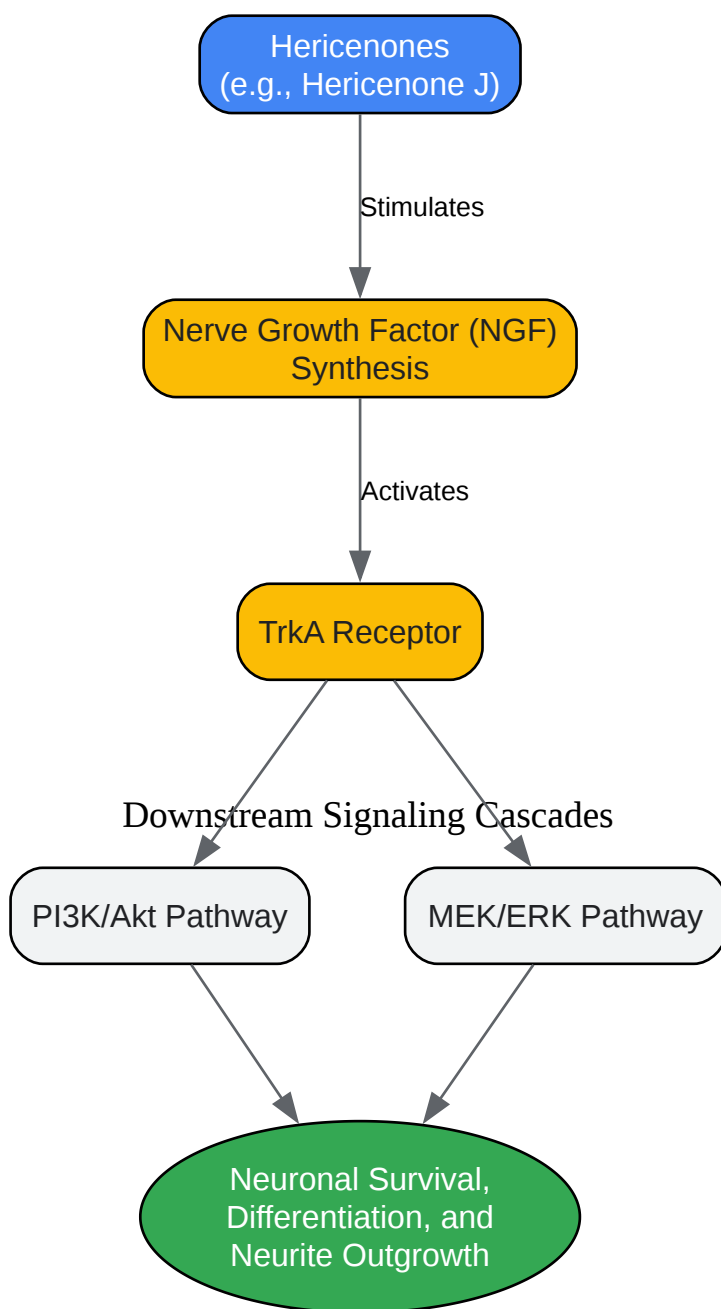 Hericenones
(e.g., Hericenone J)
Stimulates
Nerve Growth Factor (NGF)
Synthesis
Activates
TrkA Receptor
Downstream Signaling Cascades
PI3K/Akt Pathway
MEK/ERK Pathway
Neuronal Survival,
Differentiation, and
Neurite Outgrowth